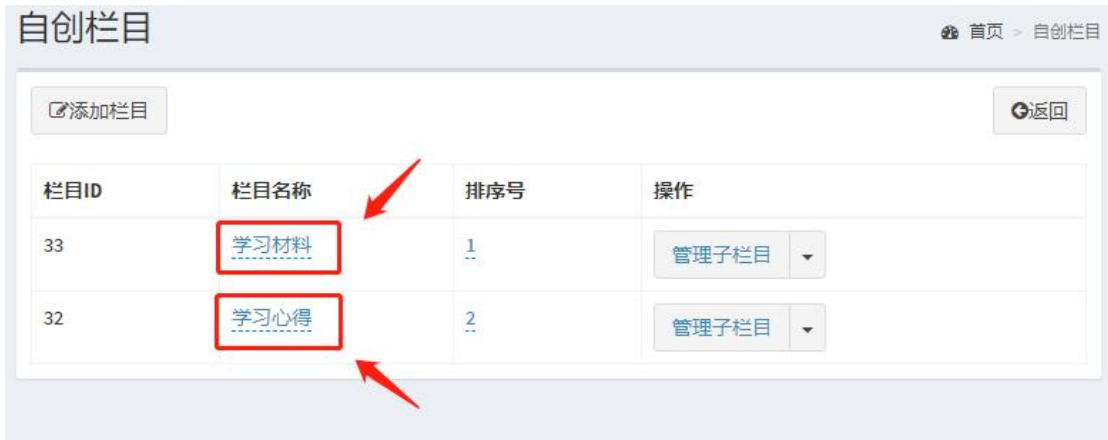 自创栏目
首页 > 自创栏目
添加栏目
返回
栏目ID 栏目名称 排序号 操作
33 学习材料 1 管理子栏目
32 学习心得 2 管理子栏目